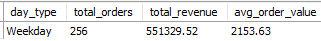 day_type total_orders total_revenue avg_order_value
Weekday 256 551329.52 2153.63